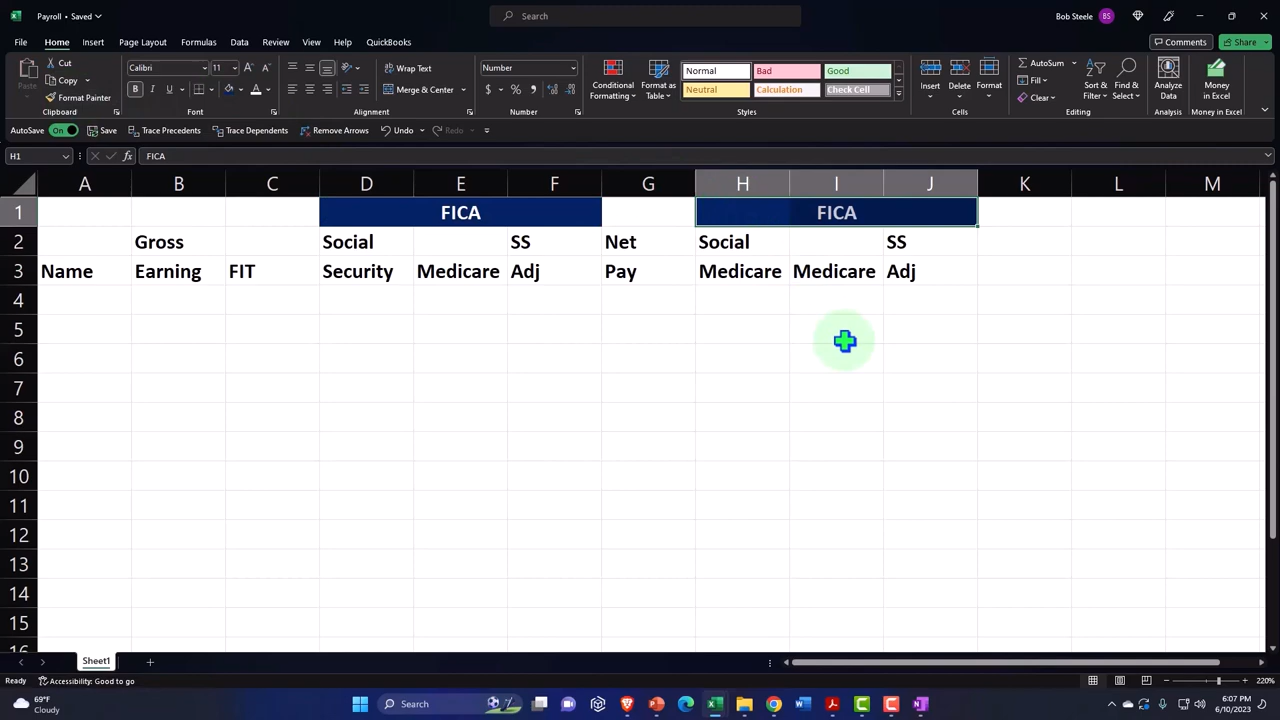 Payroll • Saved
Search
Bob Steele
BS
File Home Insert Page Layout Formulas Data Review View Help QuickBooks
Comments
Share
Paste
Cut
Copy
Format Painter
Clipboard
Calibri
11
B I U
Font
Wrap Text
Merge & Center
Alignment
Number
$ % ,
Number
Conditional
Formatting
Format as
Table
Normal
Bad
Good
Neutral
Calculation
Check Cell
Styles
Insert
Delete
Format
Cells
AutoSum
Fill
Clear
Sort &
Filter
Find &
Select
Editing
Analyze
Data
Analysis
Money
in Excel
Money in Excel
AutoSave On Save Trace Precedents Trace Dependents Remove Arrows Undo Redo
H1 fx FICA
A B C D E F G H I J K L M
1 FICA FICA
2 Gross Social SS Net Social SS
3 Name Earning FIT Security Medicare Adj Pay Medicare Medicare Adj
4
5
6
7
8
9
10
11
12
13
14
15
16
Sheet1
Ready Accessibility: Good to go 220%
69°F
Cloudy
Search
6:07 PM
6/10/2023